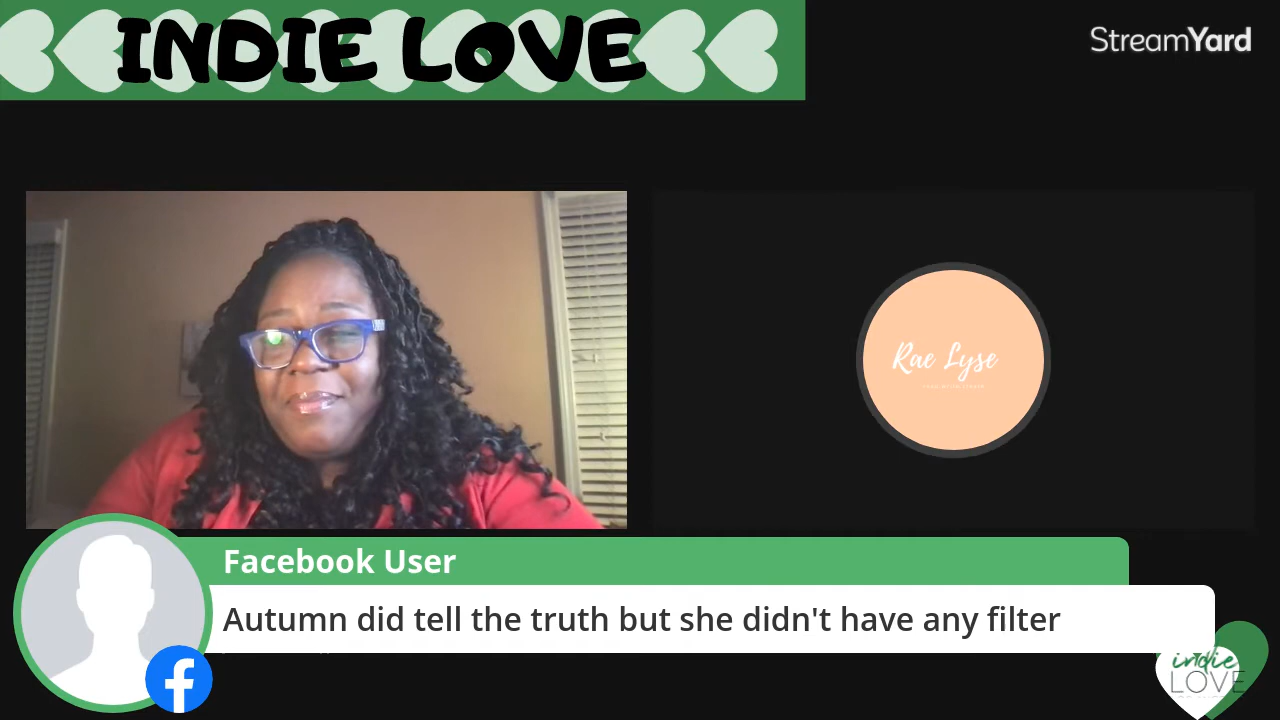 INDIE LOVE
StreamYard
Rae Lyse
Facebook User
Autumn did tell the truth but she didn't have any filter
indie
LOVE